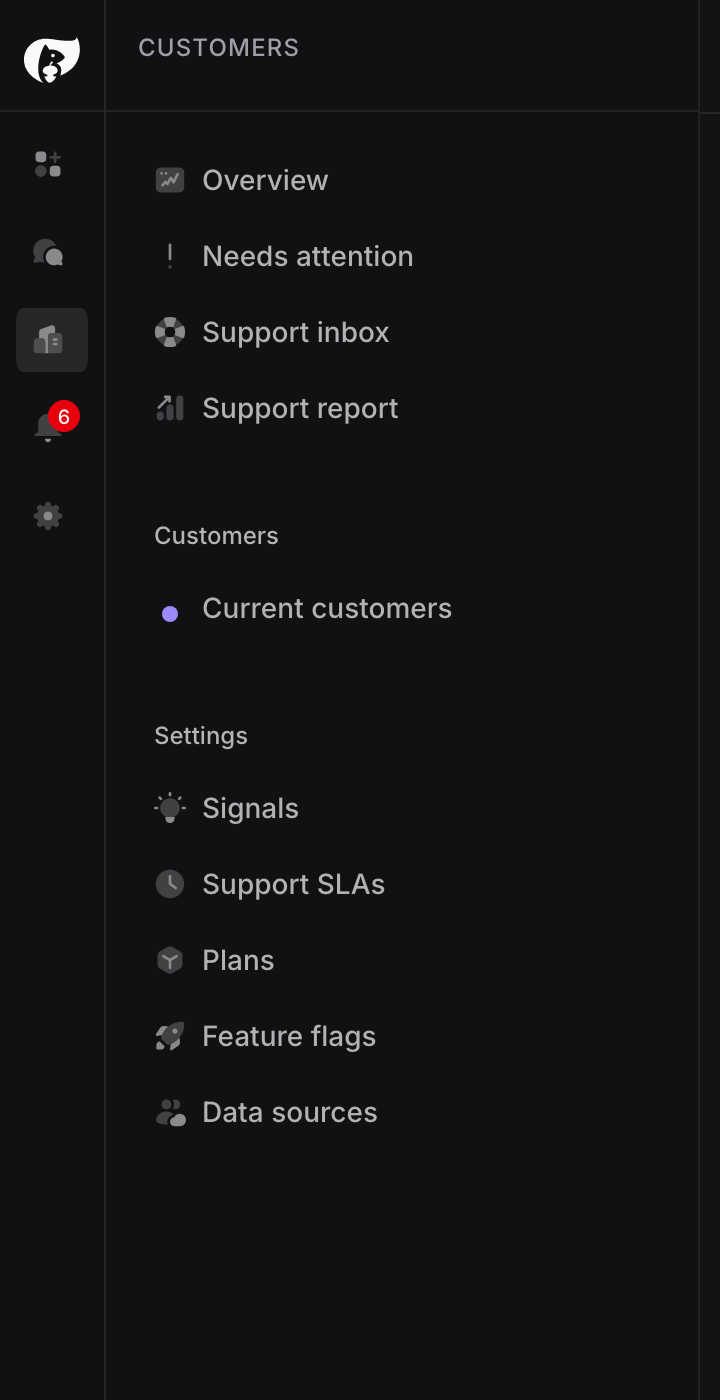 CUSTOMERS
Overview
Needs attention
Support inbox
Support report
6
Customers
Current customers
Settings
Signals
Support SLAs
Plans
Feature flags
Data sources